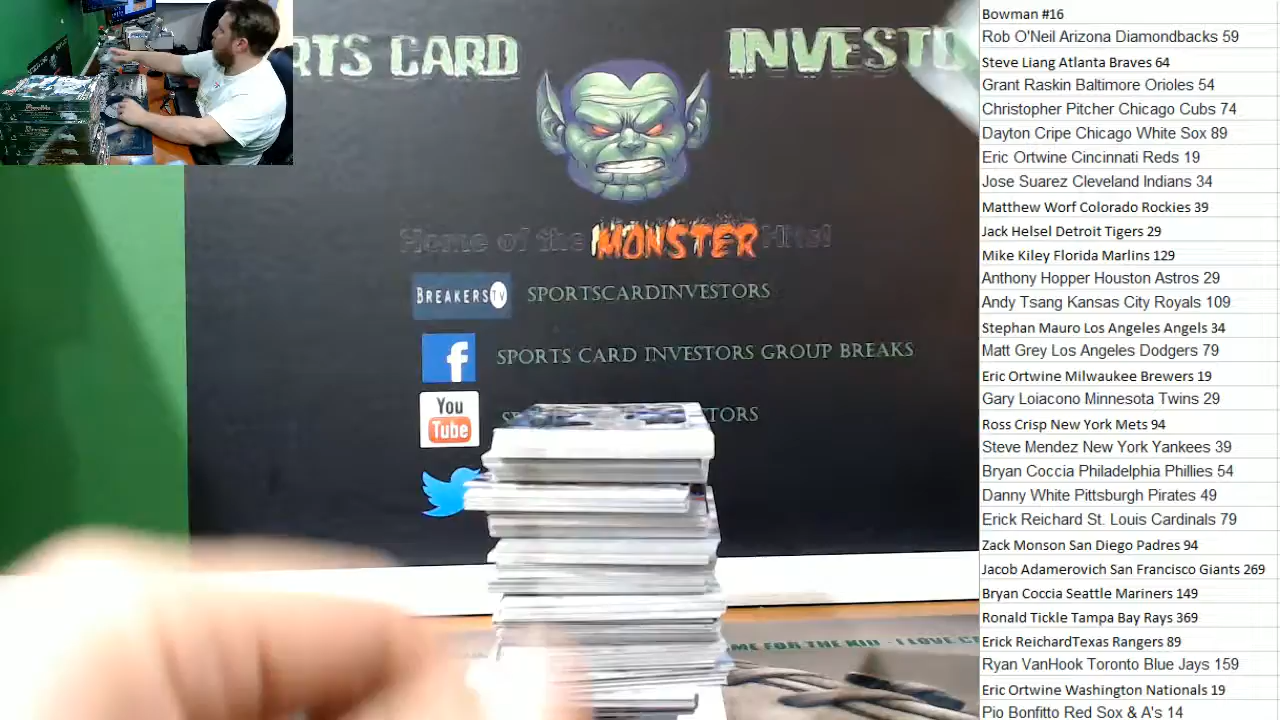 RTS CARD INVESTO
Home of the MONSTER Hits!
BREAKERS TV SPORTSCARDINVESTORS
f SPORTS CARD INVESTORS GROUP BREAKS
You Tube
TORS
ME FOR THE KID - I LOVE
Bowman #16
Rob O'Neil Arizona Diamondbacks 59
Steve Liang Atlanta Braves 64
Grant Raskin Baltimore Orioles 54
Christopher Pitcher Chicago Cubs 74
Dayton Cripe Chicago White Sox 89
Eric Ortwine Cincinnati Reds 19
Jose Suarez Cleveland Indians 34
Matthew Worf Colorado Rockies 39
Jack Helsel Detroit Tigers 29
Mike Kiley Florida Marlins 129
Anthony Hopper Houston Astros 29
Andy Tsang Kansas City Royals 109
Stephan Mauro Los Angeles Angels 34
Matt Grey Los Angeles Dodgers 79
Eric Ortwine Milwaukee Brewers 19
Gary Loiacono Minnesota Twins 29
Ross Crisp New York Mets 94
Steve Mendez New York Yankees 39
Bryan Coccia Philadelphia Phllies 54
Danny White Pittsburgh Pirates 49
Erick Reichard St. Louis Cardinals 79
Zack Monson San Diego Padres 94
Jacob Adamerovich San Francisco Giants 269
Bryan Coccia Seattle Mariners 149
Ronald Tickle Tampa Bay Rays 369
Erick ReichardTexas Rangers 89
Ryan VanHook Toronto Blue Jays 159
Eric Ortwine Washington Nationals 19
Pio Bonfito Red Sox & A's 14